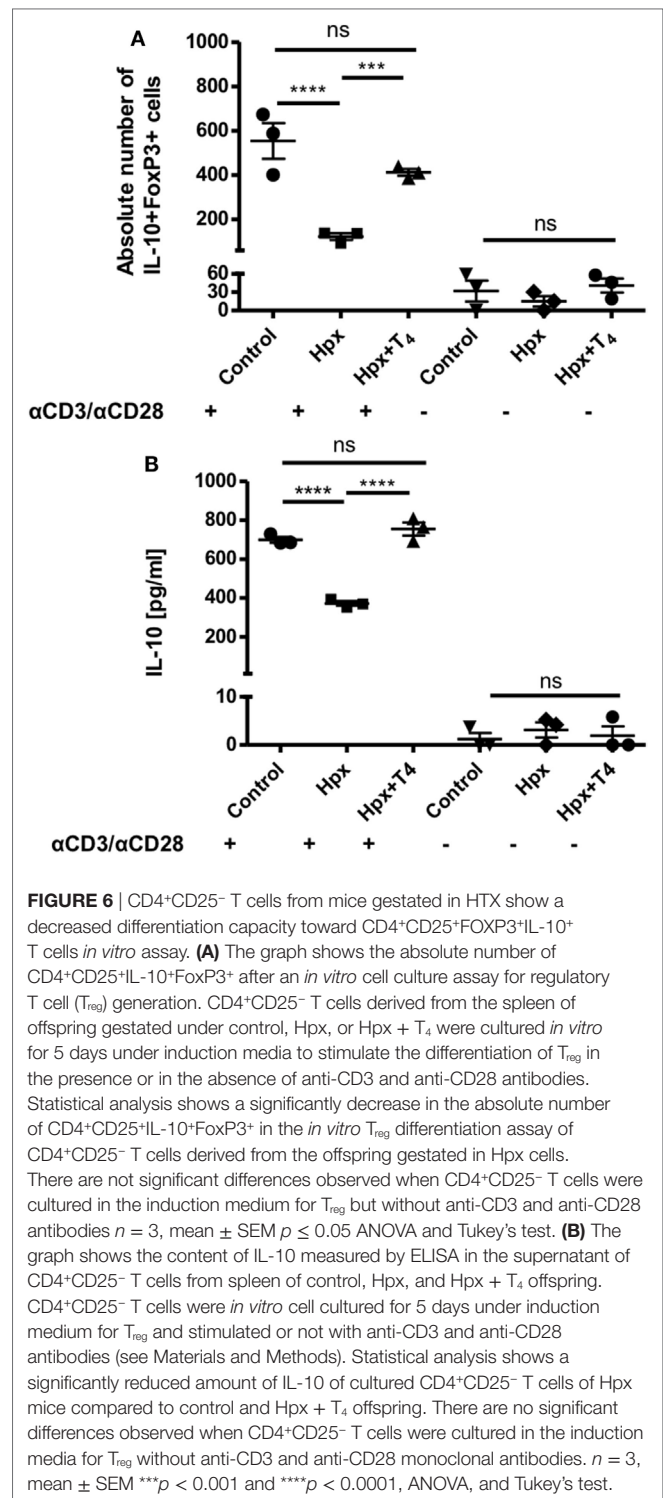 A
ns
1000
****
***
800
600
400
200
ns
60
30
0
Absolute number of
IL-10+FoxP3+ cells
Control
Hpx
Hpx+T₄
Control
Hpx
Hpx+T₄
αCD3/αCD28 + + + - - -
B
ns
1000
****
****
800
600
400
200
ns
10
0
IL-10 [pg/ml]
Control
Hpx
Hpx+T4
Control
Hpx
Hpx+T4
αCD3/αCD28 + + + - - -
FIGURE 6 | CD4⁺CD25⁻ T cells from mice gestated in HTX show a
decreased differentiation capacity toward CD4⁺CD25⁺FOXP3⁺IL-10⁺
T cells in vitro assay. (A) The graph shows the absolute number of
CD4⁺CD25⁺IL-10⁺FoxP3⁺ after an in vitro cell culture assay for regulatory
T cell (Treg) generation. CD4⁺CD25⁻ T cells derived from the spleen of
offspring gestated under control, Hpx, or Hpx + T₄ were cultured in vitro
for 5 days under induction media to stimulate the differentiation of Treg in
the presence or in the absence of anti-CD3 and anti-CD28 antibodies.
Statistical analysis shows a significantly decrease in the absolute number
of CD4⁺CD25⁺IL-10⁺FoxP3⁺ in the in vitro Treg differentiation assay of
CD4⁺CD25⁻ T cells derived from the offspring gestated in Hpx cells.
There are not significant differences observed when CD4⁺CD25⁻ T cells were
cultured in the induction medium for Treg but without anti-CD3 and anti-CD28
antibodies n = 3, mean ± SEM p ≤ 0.05 ANOVA and Tukey's test. (B) The
graph shows the content of IL-10 measured by ELISA in the supernatant of
CD4⁺CD25⁻ T cells from spleen of control, Hpx, and Hpx + T₄ offspring.
CD4⁺CD25⁻ T cells were in vitro cell cultured for 5 days under induction
medium for Treg and stimulated or not with anti-CD3 and anti-CD28
antibodies (see Materials and Methods). Statistical analysis shows a
significantly reduced amount of IL-10 of cultured CD4⁺CD25⁻ T cells of Hpx
mice compared to control and Hpx + T₄ offspring. There are no significant
differences observed when CD4⁺CD25⁻ T cells were cultured in the induction
media for Treg without anti-CD3 and anti-CD28 monoclonal antibodies. n = 3,
mean ± SEM ***p < 0.001 and ****p < 0.0001, ANOVA, and Tukey's test.